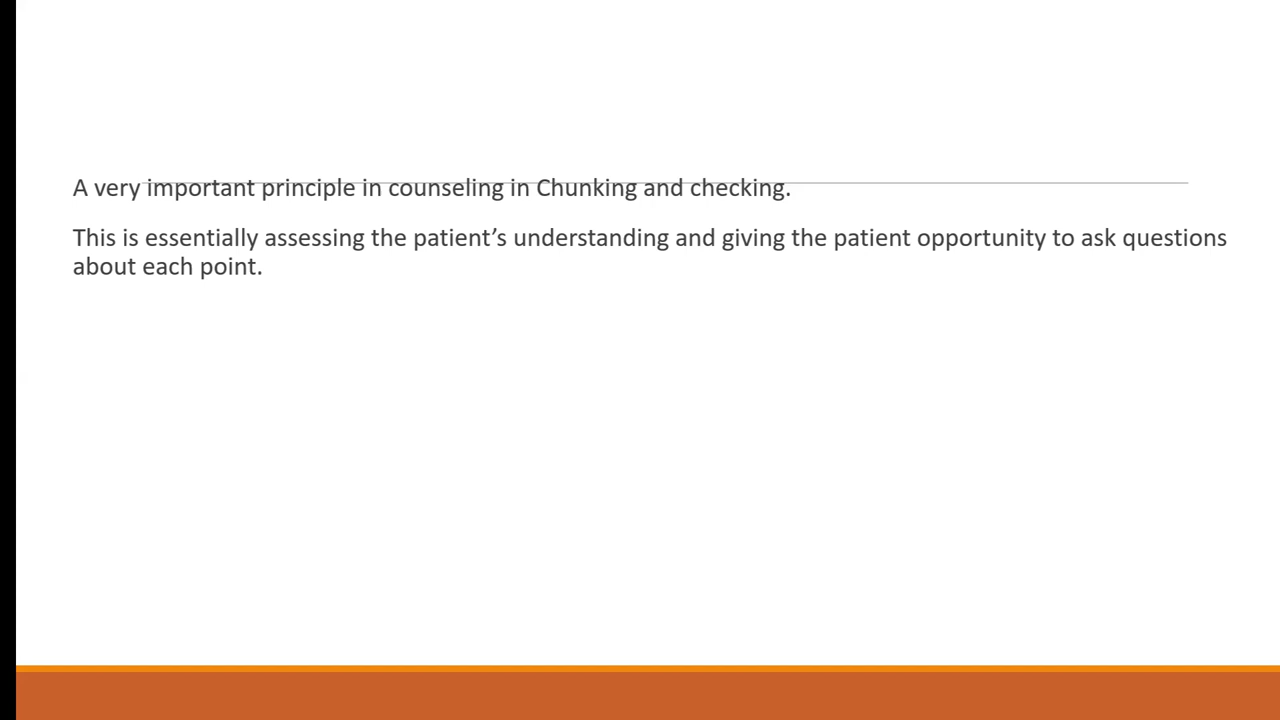 A very important principle in counseling in Chunking and checking.
This is essentially assessing the patient’s understanding and giving the patient opportunity to ask questions
about each point.